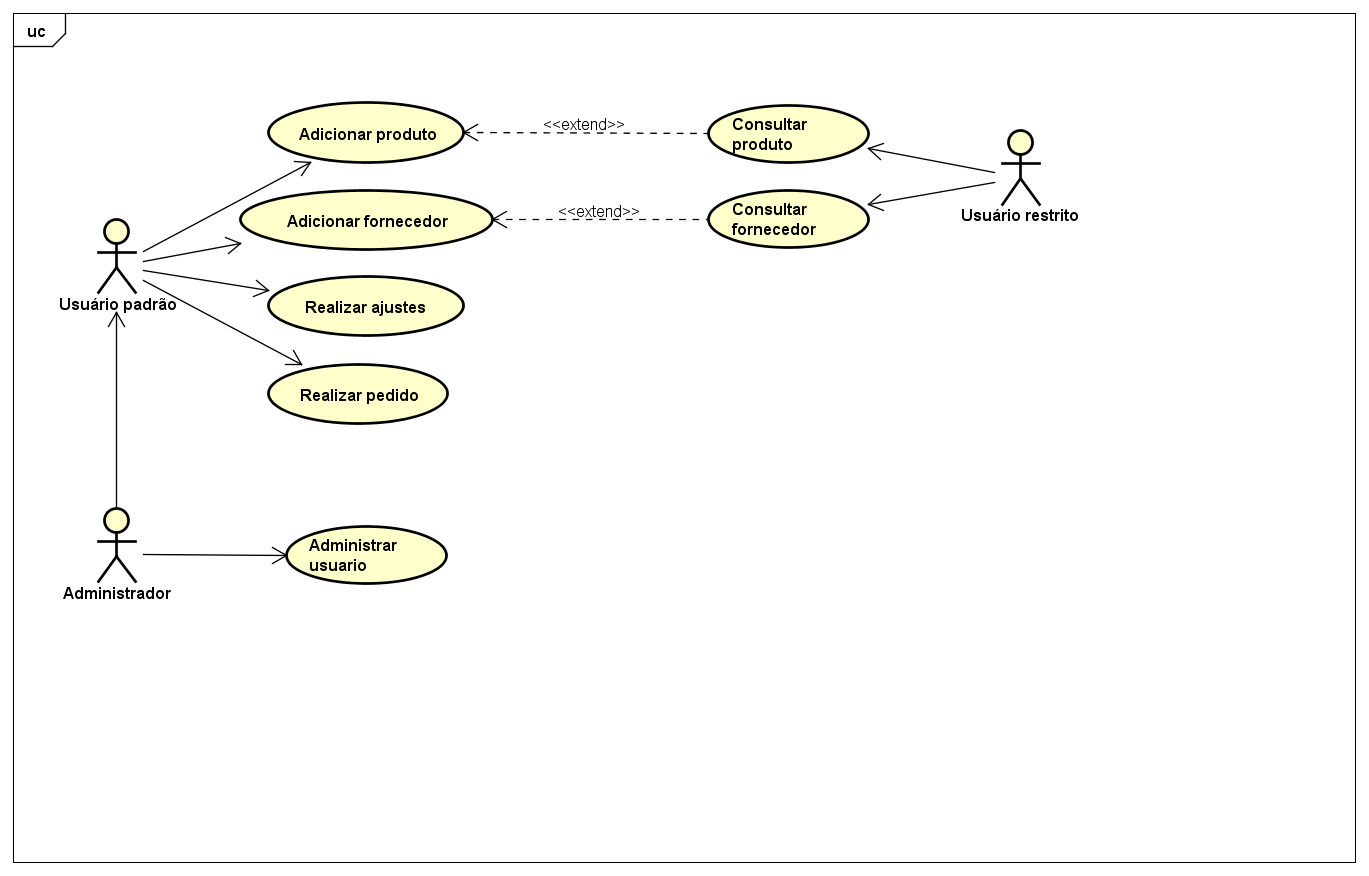 uc
Adicionar produto
<<extend>>
Consultar
produto
Usuário restrito
Adicionar fornecedor
<<extend>>
Consultar
fornecedor
Usuário padrão
Realizar ajustes
Realizar pedido
Administrador
Administrar
usuario